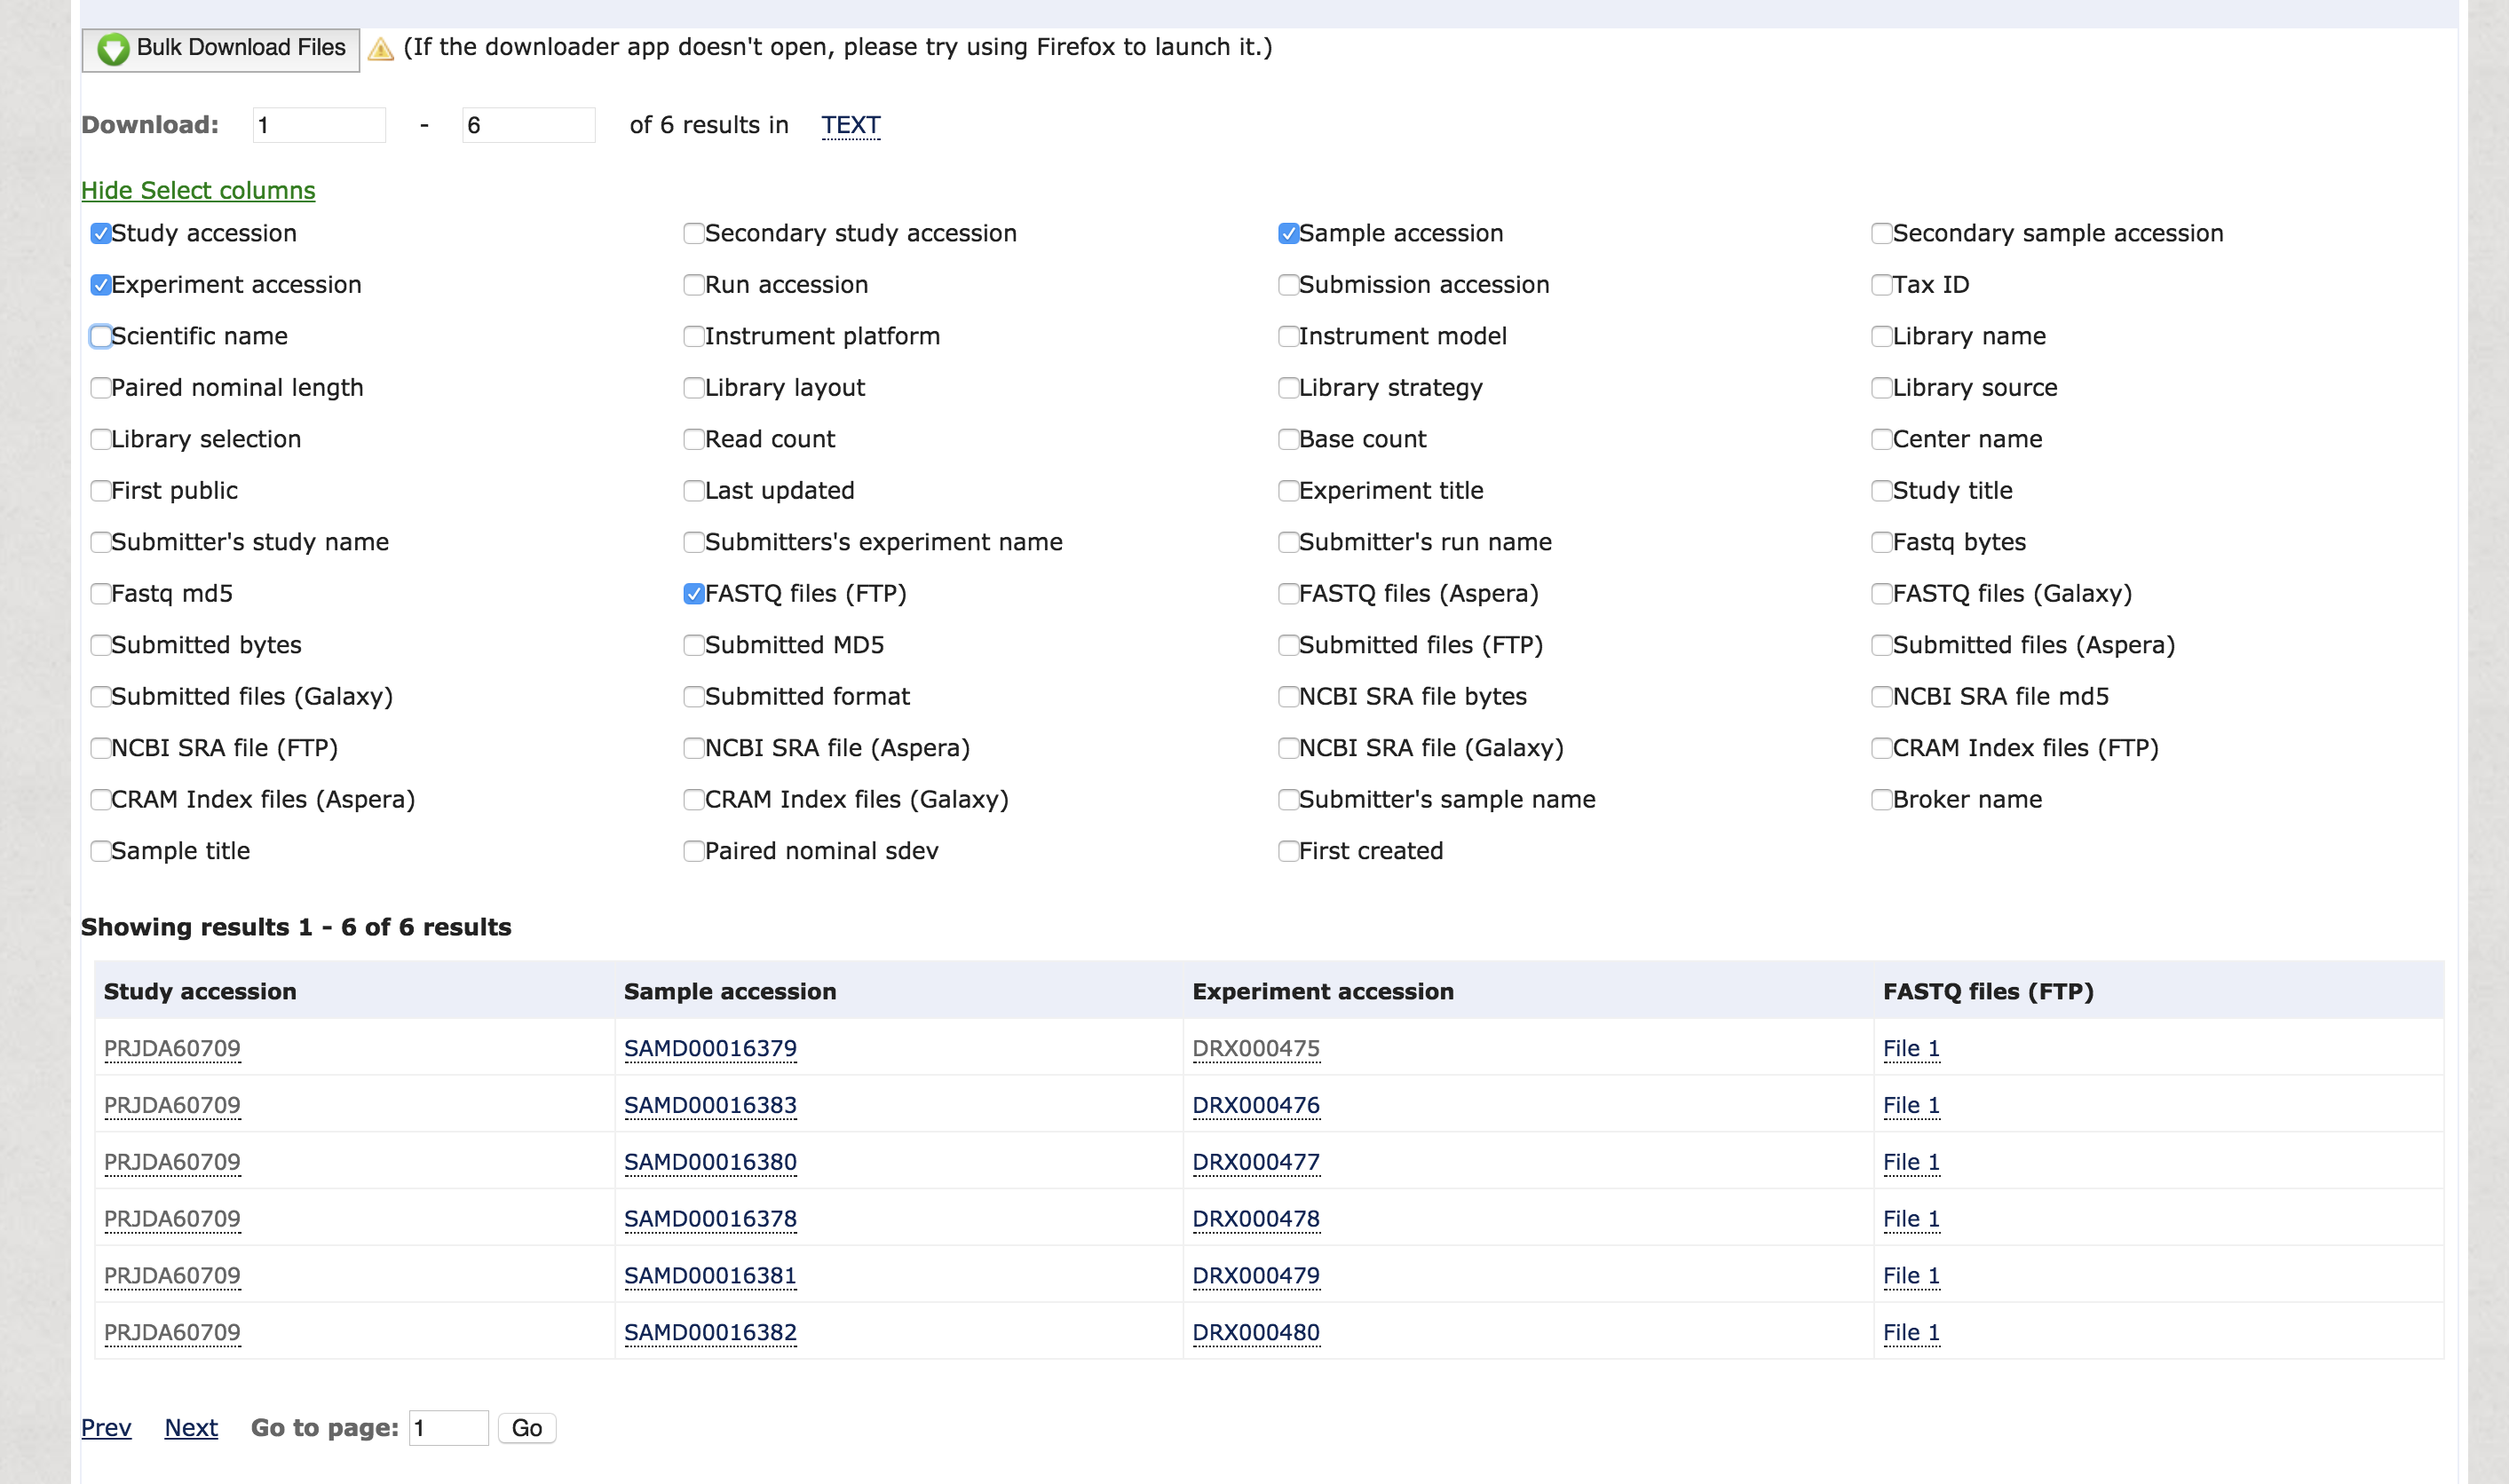 Bulk Download Files (If the downloader app doesn't open, please try using Firefox to launch it.)
Download: 1 - 6 of 6 results in TEXT
Hide Select columns
Study accession Secondary study accession Sample accession Secondary sample accession
Experiment accession Run accession Submission accession Tax ID
Scientific name Instrument platform Instrument model Library name
Paired nominal length Library layout Library strategy Library source
Library selection Read count Base count Center name
First public Last updated Experiment title Study title
Submitter's study name Submitters's experiment name Submitter's run name Fastq bytes
Fastq md5 FASTQ files (FTP) FASTQ files (Aspera) FASTQ files (Galaxy)
Submitted bytes Submitted MD5 Submitted files (FTP) Submitted files (Aspera)
Submitted files (Galaxy) Submitted format NCBI SRA file bytes NCBI SRA file md5
NCBI SRA file (FTP) NCBI SRA file (Aspera) NCBI SRA file (Galaxy) CRAM Index files (FTP)
CRAM Index files (Aspera) CRAM Index files (Galaxy) Submitter's sample name Broker name
Sample title Paired nominal sdev First created
Showing results 1 - 6 of 6 results
Study accession Sample accession Experiment accession FASTQ files (FTP)
PRJDA60709 SAMD00016379 DRX000475 File 1
PRJDA60709 SAMD00016383 DRX000476 File 1
PRJDA60709 SAMD00016380 DRX000477 File 1
PRJDA60709 SAMD00016378 DRX000478 File 1
PRJDA60709 SAMD00016381 DRX000479 File 1
PRJDA60709 SAMD00016382 DRX000480 File 1
Prev Next Go to page: 1 Go